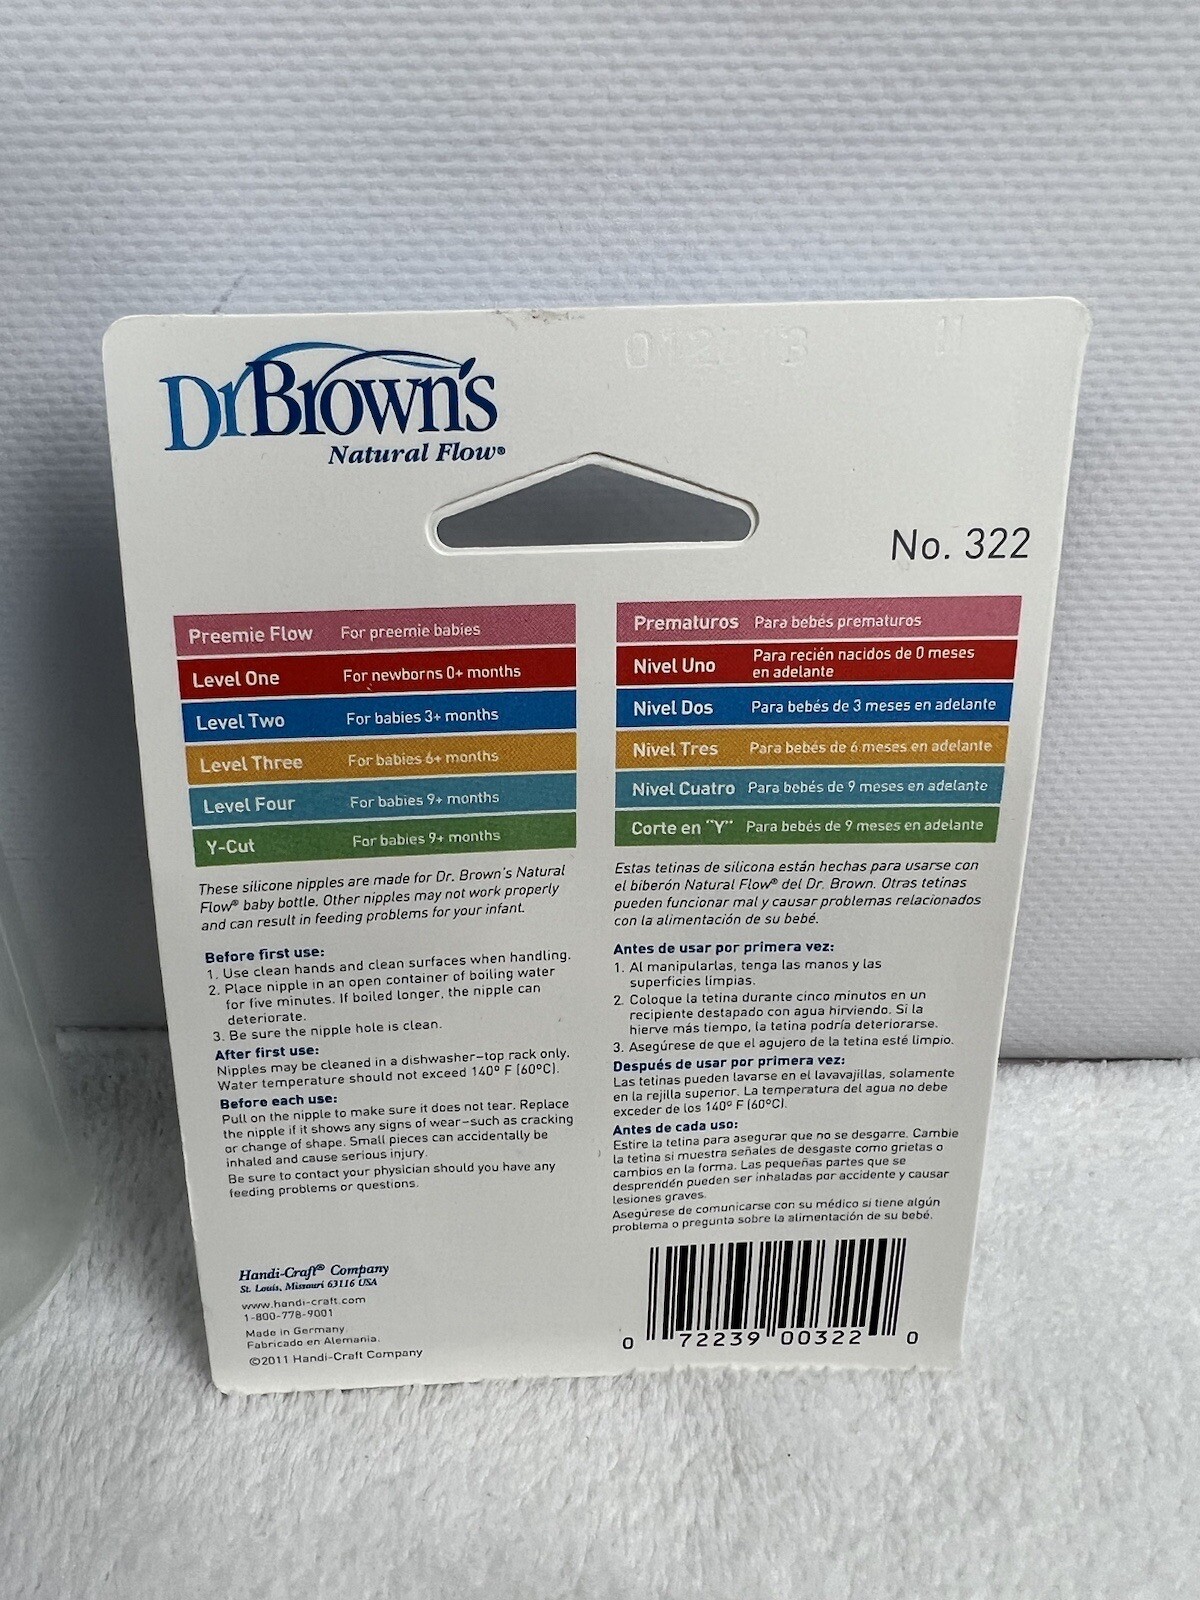 Dr Brown's
Natural Flow®
No. 322
Preemie Flow For preemie babies
Level One For newborns 0+ months
Level Two For babies 3+ months
Level Three For babies 6+ months
Level Four For babies 9+ months
Y-Cut For babies 9+ months
These silicone nipples are made for Dr. Brown's Natural
Flow® baby bottle. Other nipples may not work properly
and can result in feeding problems for your infant.
Before first use:
1. Use clean hands and clean surfaces when handling.
2. Place nipple in an open container of boiling water
for five minutes. If boiled longer, the nipple can
deteriorate.
3. Be sure the nipple hole is clean.
After first use:
Nipples may be cleaned in a dishwasher–top rack only.
Water temperature should not exceed 140º F (60ºC).
Before each use:
Pull on the nipple to make sure it does not tear. Replace
the nipple if it shows any signs of wear–such as cracking
or change of shape. Small pieces can accidentally be
inhaled and cause serious injury.
Be sure to contact your physician should you have any
feeding problems or questions.
Handi-Craft® Company
St. Louis, Missouri 63116 USA
www.handi-craft.com
1-800-778-9001
Made in Germany.
Fabricado en Alemania.
©2011 Handi-Craft Company
Prematuros Para bebés prematuros
Nivel Uno Para recién nacidos de 0 meses
en adelante
Nivel Dos Para bebés de 3 meses en adelante
Nivel Tres Para bebés de 6 meses en adelante
Nivel Cuatro Para bebés de 9 meses en adelante
Corte en "Y" Para bebés de 9 meses en adelante
Estas tetinas de silicona están hechas para usarse con
el biberón Natural Flow® del Dr. Brown. Otras tetinas
pueden funcionar mal y causar problemas relacionados
con la alimentación de su bebé.
Antes de usar por primera vez:
1. Al manipularlas, tenga las manos y las
superficies limpias.
2. Coloque la tetina durante cinco minutos en un
recipiente destapado con agua hirviendo. Si la
hierve más tiempo, la tetina podría deteriorarse.
3. Asegúrese de que el agujero de la tetina esté limpio.
Después de usar por primera vez:
Las tetinas pueden lavarse en el lavavajillas, solamente
en la rejilla superior. La temperatura del agua no debe
exceder de los 140º F (60ºC).
Antes de cada uso:
Estire la tetina para asegurar que no se desgarre. Cambie
la tetina si muestra señales de desgaste como grietas o
cambios en la forma. Las pequeñas partes que se
desprendén pueden ser inhaladas por accidente y causar
lesiones graves.
Asegúrese de comunicarse con su médico si tiene algún
problema o pregunta sobre la alimentación de su bebé.
0 72239 00322 0